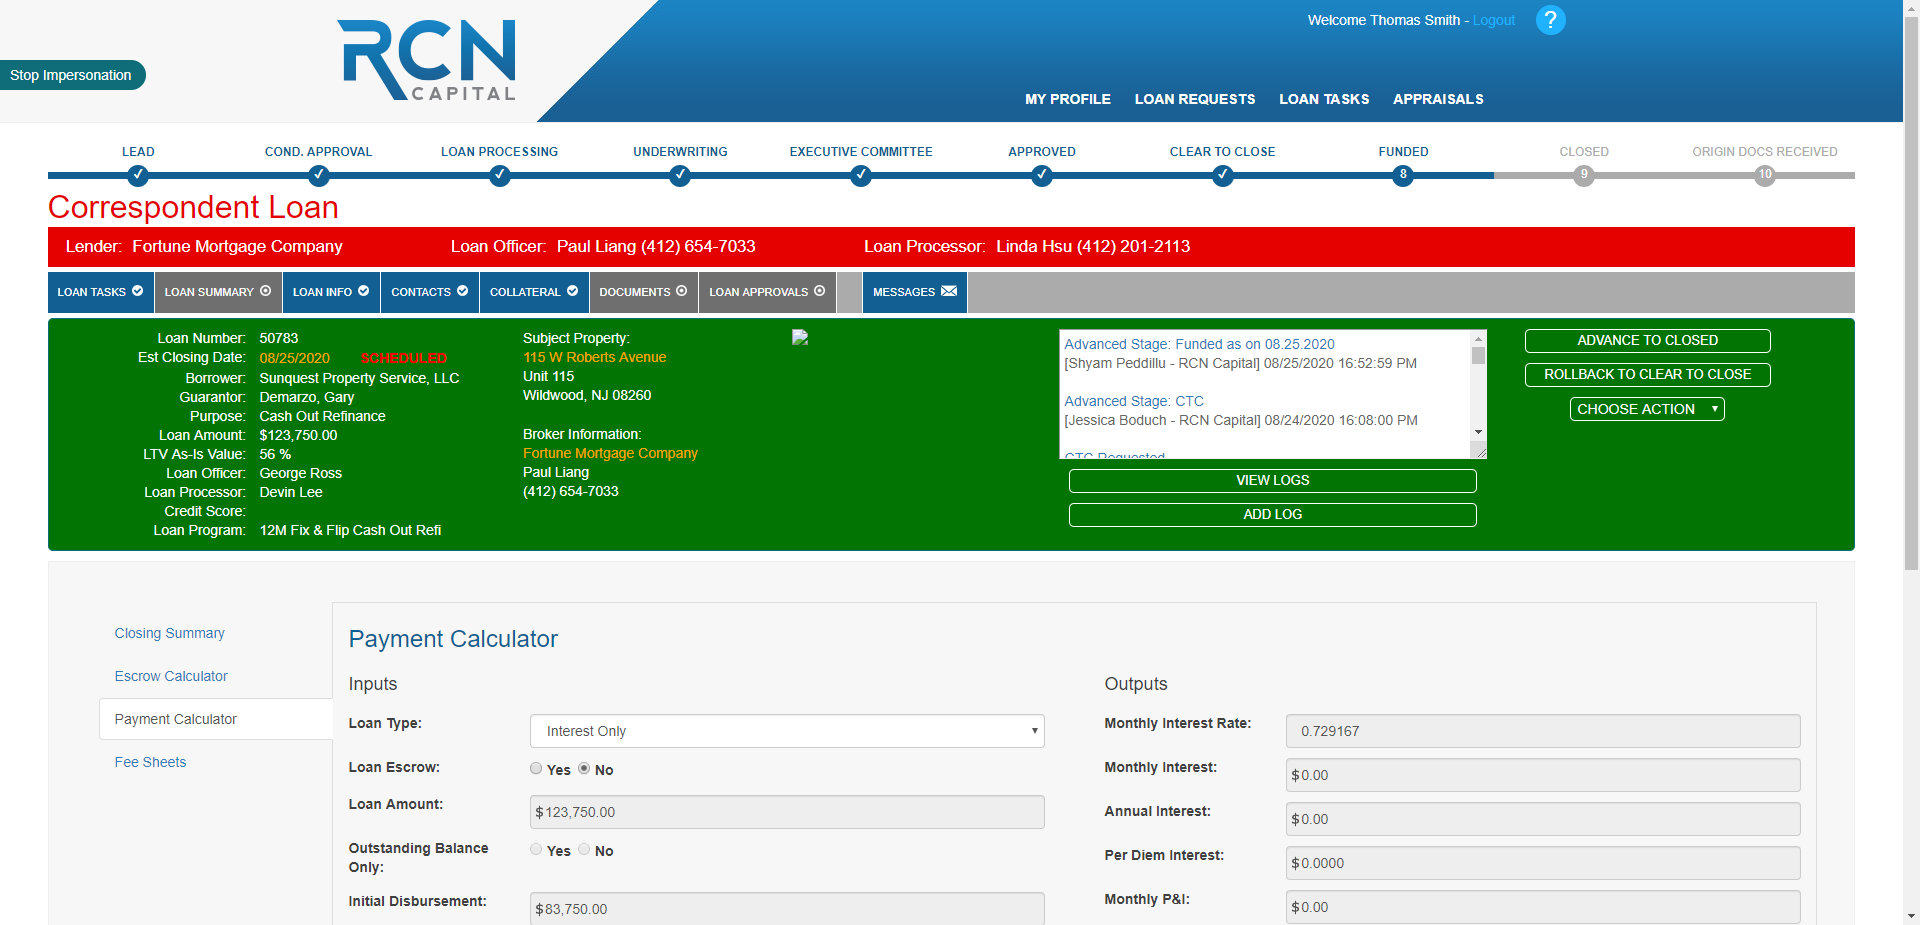 Stop Impersonation
RCN
CAPITAL
Welcome Thomas Smith - Logout
?
MY PROFILE LOAN REQUESTS LOAN TASKS APPRAISALS
LEAD COND. APPROVAL LOAN PROCESSING UNDERWRITING EXECUTIVE COMMITTEE APPROVED CLEAR TO CLOSE FUNDED CLOSED ORIGIN DOCS RECEIVED
8 9 10
Correspondent Loan
Lender: Fortune Mortgage Company Loan Officer: Paul Liang (412) 654-7033 Loan Processor: Linda Hsu (412) 201-2113
LOAN TASKS LOAN SUMMARY LOAN INFO CONTACTS COLLATERAL DOCUMENTS LOAN APPROVALS MESSAGES
Loan Number: 50783
Est Closing Date: 08/25/2020 SCHEDULED
Borrower: Sunquest Property Service, LLC
Guarantor: Demarzo, Gary
Purpose: Cash Out Refinance
Loan Amount: $123,750.00
LTV As-Is Value: 56 %
Loan Officer: George Ross
Loan Processor: Devin Lee
Credit Score:
Loan Program: 12M Fix & Flip Cash Out Refi
Subject Property:
115 W Roberts Avenue
Unit 115
Wildwood, NJ 08260
Broker Information:
Fortune Mortgage Company
Paul Liang
(412) 654-7033
Advanced Stage: Funded as on 08.25.2020
[Shyam Peddillu - RCN Capital] 08/25/2020 16:52:59 PM
Advanced Stage: CTC
[Jessica Boduch - RCN Capital] 08/24/2020 16:08:00 PM
CTC Requested
VIEW LOGS
ADD LOG
ADVANCE TO CLOSED
ROLLBACK TO CLEAR TO CLOSE
CHOOSE ACTION
Closing Summary
Escrow Calculator
Payment Calculator
Fee Sheets
Payment Calculator
Inputs
Loan Type: Interest Only
Loan Escrow: Yes No
Loan Amount: $123,750.00
Outstanding Balance Yes No
Only:
Initial Disbursement: $83,750.00
Outputs
Monthly Interest Rate: 0.729167
Monthly Interest: $0.00
Annual Interest: $0.00
Per Diem Interest: $0.0000
Monthly P&I: $0.00